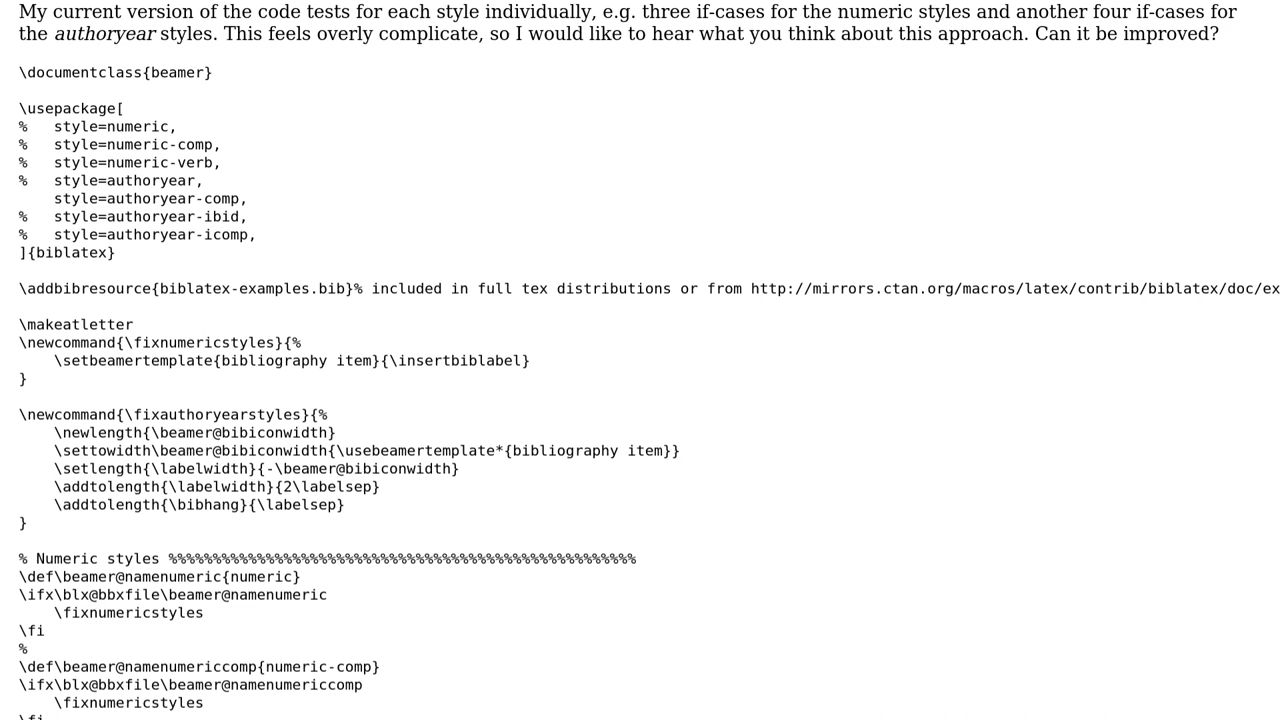 My current version of the code tests for each style individually, e.g. three if-cases for the numeric styles and another four if-cases for
the authoryear styles. This feels overly complicate, so I would like to hear what you think about this approach. Can it be improved?
\documentclass{beamer}
\usepackage[
%   style=numeric,
%   style=numeric-comp,
%   style=numeric-verb,
%   style=authoryear,
    style=authoryear-comp,
%   style=authoryear-ibid,
%   style=authoryear-icomp,
]{biblatex}
\addbibresource{biblatex-examples.bib}% included in full tex distributions or from http://mirrors.ctan.org/macros/latex/contrib/biblatex/doc/ex
\makeatletter
\newcommand{\fixnumericstyles}{%
    \setbeamertemplate{bibliography item}{\insertbiblabel}
}
\newcommand{\fixauthoryearstyles}{%
    \newlength{\beamer@bibiconwidth}
    \settowidth\beamer@bibiconwidth{\usebeamertemplate*{bibliography item}}
    \setlength{\labelwidth}{-\beamer@bibiconwidth}
    \addtolength{\labelwidth}{2\labelsep}
    \addtolength{\bibhang}{\labelsep}
}
% Numeric styles %%%%%%%%%%%%%%%%%%%%%%%%%%%%%%%%%%%%%%%%%%%%%%%%%%%%%
\def\beamer@namenumeric{numeric}
\ifx\blx@bbxfile\beamer@namenumeric
    \fixnumericstyles
\fi
%
\def\beamer@namenumericcomp{numeric-comp}
\ifx\blx@bbxfile\beamer@namenumericcomp
    \fixnumericstyles
\fi